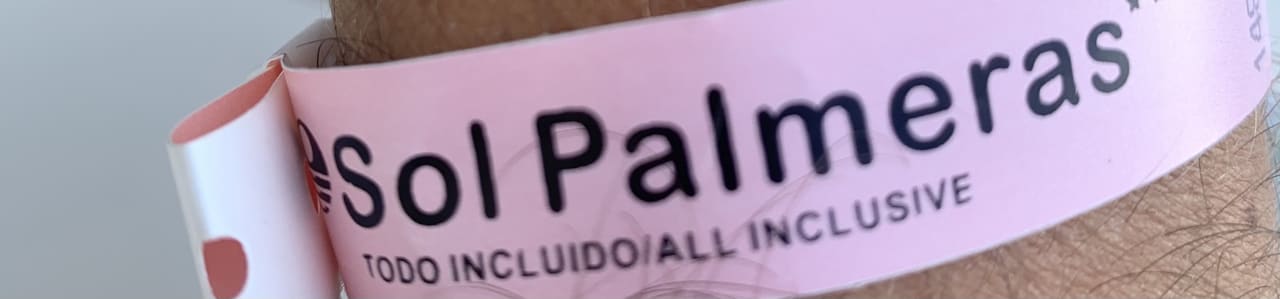 Sol Palmeras
TODO INCLUIDO/ALL INCLUSIVE